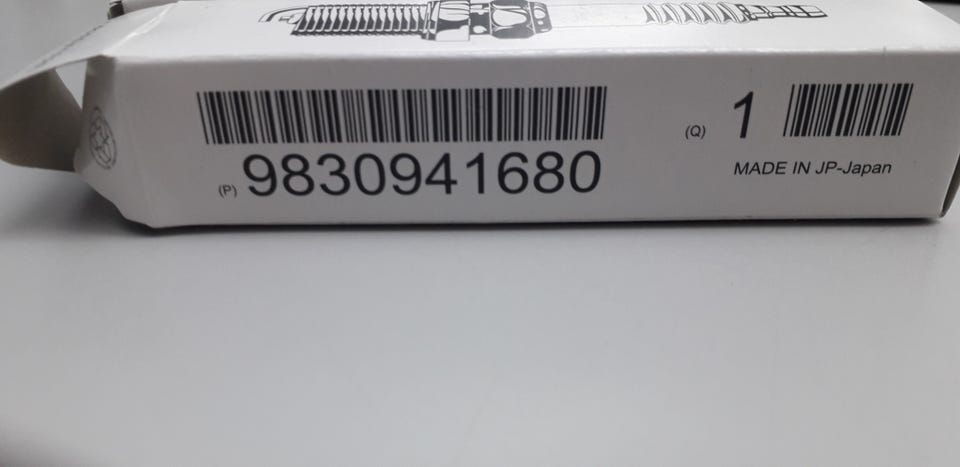 (P) 9830941680
(Q) 1
MADE IN JP-Japan